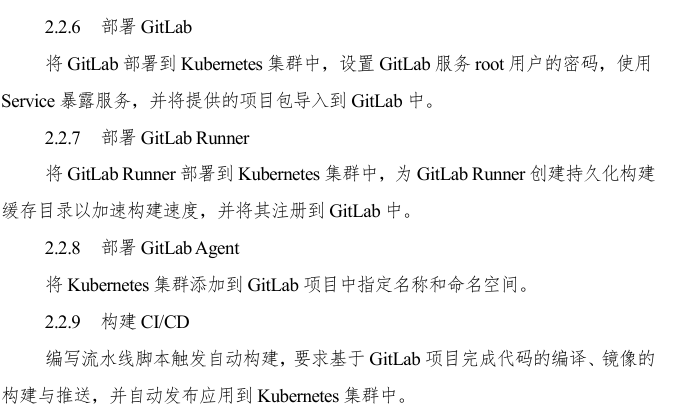 2.2.6 部署 GitLab
将 GitLab 部署到 Kubernetes 集群中，设置 GitLab 服务 root 用户的密码，使用
Service 暴露服务，并将提供的项目包导入到 GitLab 中。
2.2.7 部署 GitLab Runner
将 GitLab Runner 部署到 Kubernetes 集群中，为 GitLab Runner 创建持久化构建
缓存目录以加速构建速度，并将其注册到 GitLab 中。
2.2.8 部署 GitLab Agent
将 Kubernetes 集群添加到 GitLab 项目中指定名称和命名空间。
2.2.9 构建 CI/CD
编写流水线脚本触发自动构建，要求基于 GitLab 项目完成代码的编译、镜像的
构建与推送，并自动发布应用到 Kubernetes 集群中。